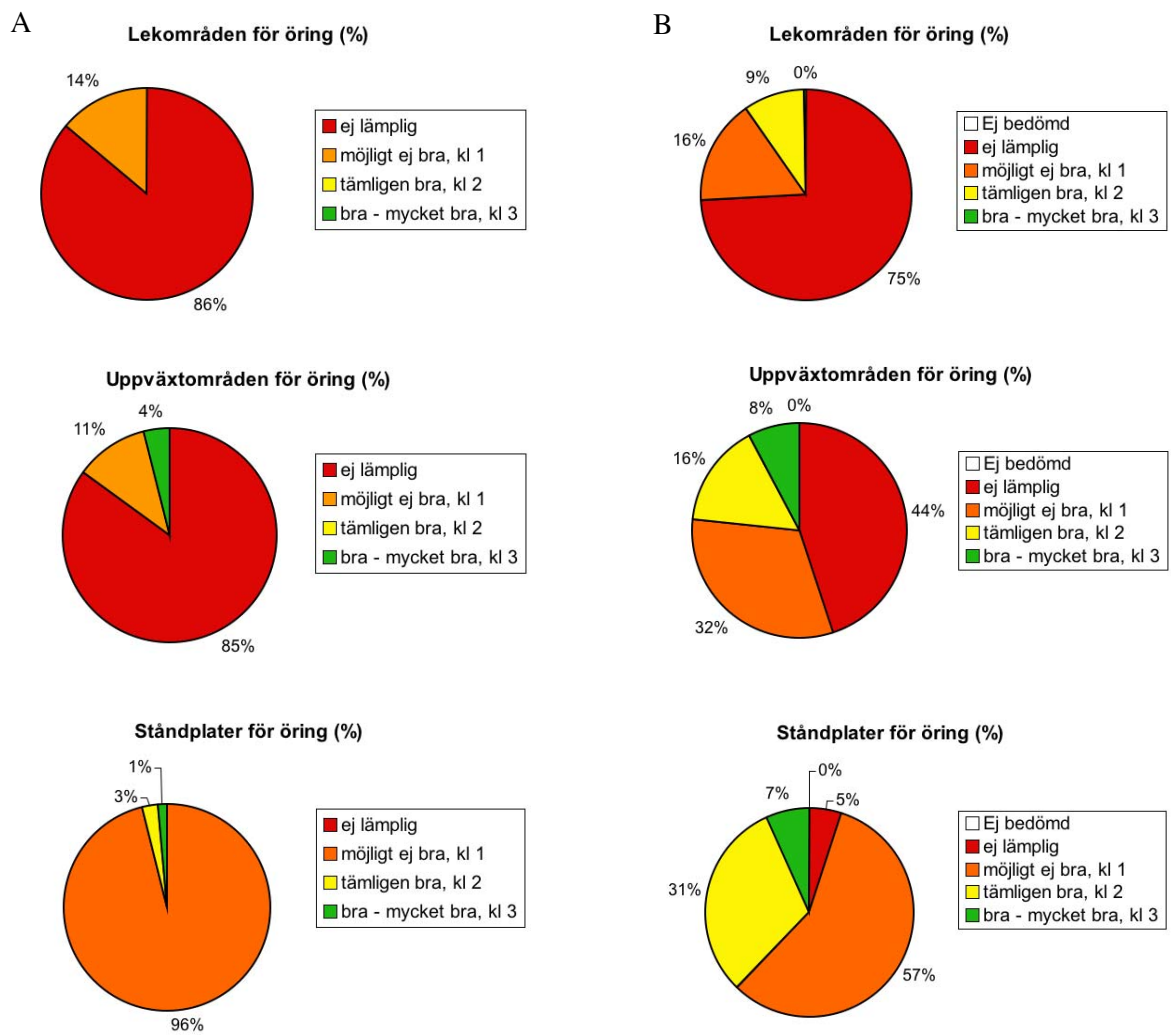 A
Lekområden för öring (%)
14%
86%
ej lämplig
möjligt ej bra, kl 1
tämligen bra, kl 2
bra - mycket bra, kl 3
Uppväxtområden för öring (%)
4%
11%
85%
ej lämplig
möjligt ej bra, kl 1
tämligen bra, kl 2
bra - mycket bra, kl 3
Ståndplater för öring (%)
1%
3%
96%
ej lämplig
möjligt ej bra, kl 1
tämligen bra, kl 2
bra - mycket bra, kl 3
B
Lekområden för öring (%)
9%
0%
16%
75%
Ej bedömd
ej lämplig
möjligt ej bra, kl 1
tämligen bra, kl 2
bra - mycket bra, kl 3
Uppväxtområden för öring (%)
8%
0%
16%
44%
32%
Ej bedömd
ej lämplig
möjligt ej bra, kl 1
tämligen bra, kl 2
bra - mycket bra, kl 3
Ståndplater för öring (%)
0%
7%
5%
31%
57%
Ej bedömd
ej lämplig
möjligt ej bra, kl 1
tämligen bra, kl 2
bra - mycket bra, kl 3